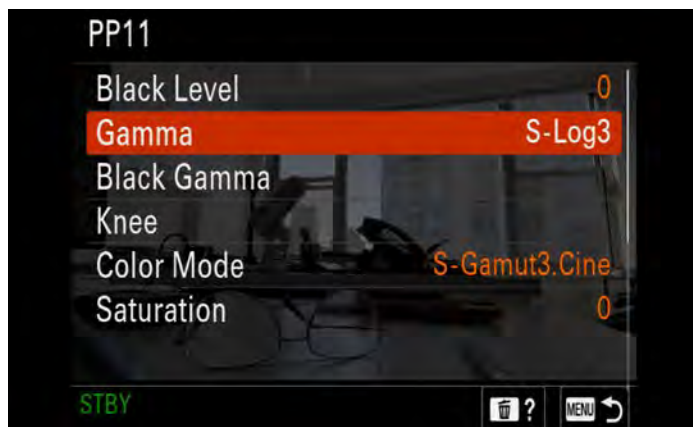 PP11
Black Level 0
Gamma S-Log3
Black Gamma
Knee
Color Mode S-Gamut3.Cine
Saturation 0
STBY ? MENU